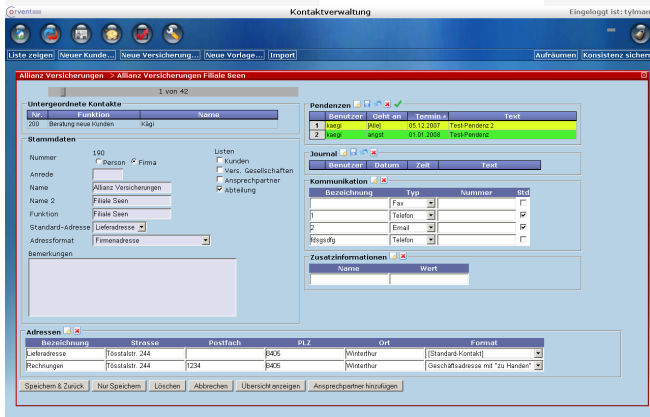 orventas Kontaktverwaltung Eingeloggt ist: tylman
Liste zeigen Neuer Kunde... Neue Versicherung... Neue Vorlage... Import Aufräumen Konsistenz sichern
Allianz Versicherungen > Allianz Versicherungen Filiale Seen
1 von 42
Untergeordnete Kontakte
Nr. Funktion Name
200 Beratung neue Kunden Kägi
Stammdaten
Nummer 190
Person Firma
Anrede
Name Allianz Versicherungen
Name 2 Filiale Seen
Funktion Filiale Seen
Standard-Adresse Lieferadresse
Adressformat Firmenadresse
Bemerkungen
Listen
Kunden
Vers. Gesellschaften
Ansprechpartner
Abteilung
Pendenzen
Benutzer Geht an Termin Text
1 kaegi [Alle] 05.12.2007 Test-Pendenz 2
2 kaegi angst 01.01.2008 Test-Pendenz
Journal
Benutzer Datum Zeit Text
Kommunikation
Bezeichnung Typ Nummer Std
Fax
1 Telefon
2 Email
fdsgsdfg Telefon
Zusatzinformationen
Name Wert
Adressen
Bezeichnung Strasse Postfach PLZ Ort Format
Lieferadresse Tösstalstr. 244 8405 Winterthur [Standard-Kontakt]
Rechnungen Tösstalstr. 244 1234 8405 Winterthur Geschäftsadresse mit "zu Handen"
Speichern & Zurück Nur Speichern Löschen Abbrechen Übersicht anzeigen Ansprechpartner hinzufügen